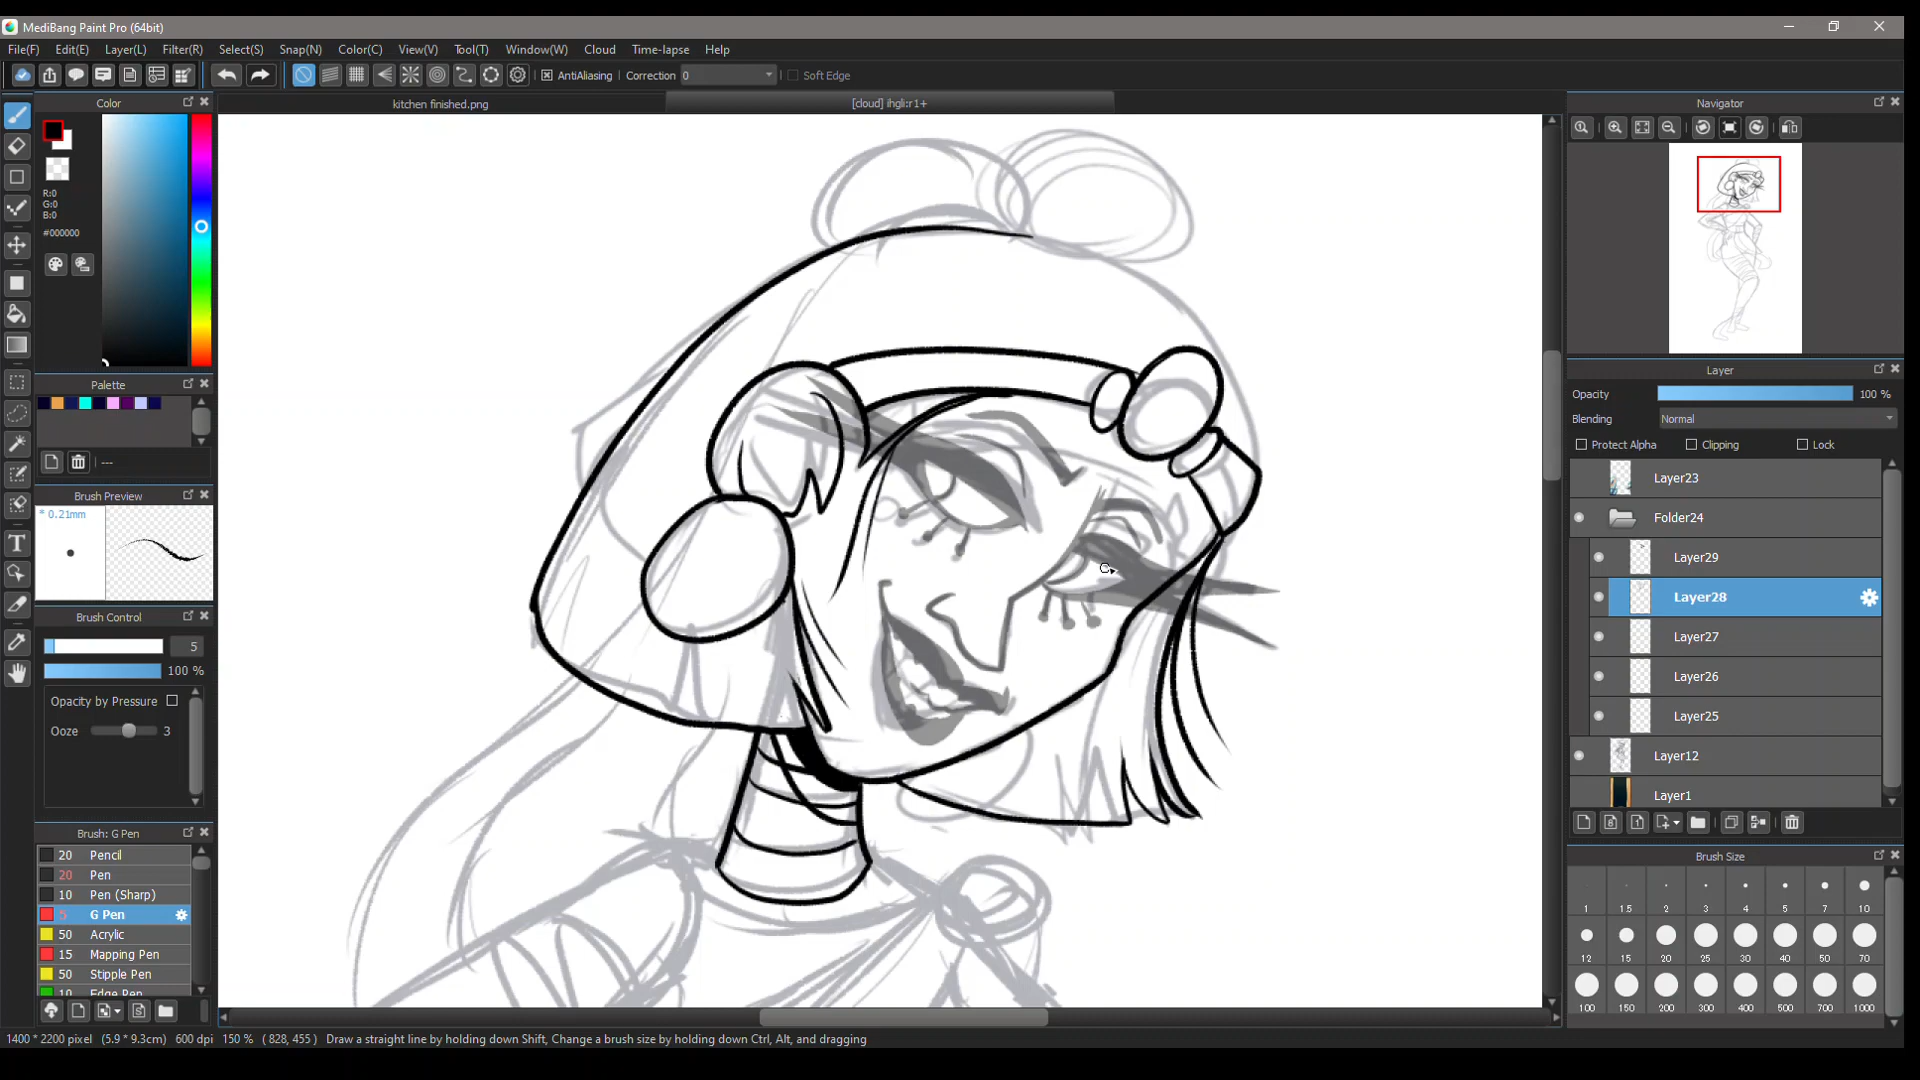 MediBang Paint Pro (64bit)
File(F) Edit(E) Layer(L) Filter(R) Select(S) Snap(N) Color(C) View(V) Tool(T) Window(W) Cloud Time-lapse Help
AntiAliasing Correction 0 Soft Edge
Color
kitchen finished.png
[cloud] ihgli:r1+
Navigator
R:0
G:0
B:0
#000000
Palette
---
Brush Preview
* 0.21mm
Brush Control
5
100 %
Opacity by Pressure
Ooze 3
Brush: G Pen
20 Pencil
20 Pen
10 Pen (Sharp)
5 G Pen
50 Acrylic
15 Mapping Pen
50 Stipple Pen
10 Edge Pen
Layer
Opacity 100 %
Blending Normal
Protect Alpha Clipping Lock
Layer23
Folder24
Layer29
Layer28
Layer27
Layer26
Layer25
Layer12
Layer1
Brush Size
1 1.5 2 3 4 5 7 10
12 15 20 25 30 40 50 70
100 150 200 300 400 500 700 1000
1400 * 2200 pixel (5.9 * 9.3cm) 600 dpi 150 % ( 828, 455 ) Draw a straight line by holding down Shift, Change a brush size by holding down Ctrl, Alt, and dragging